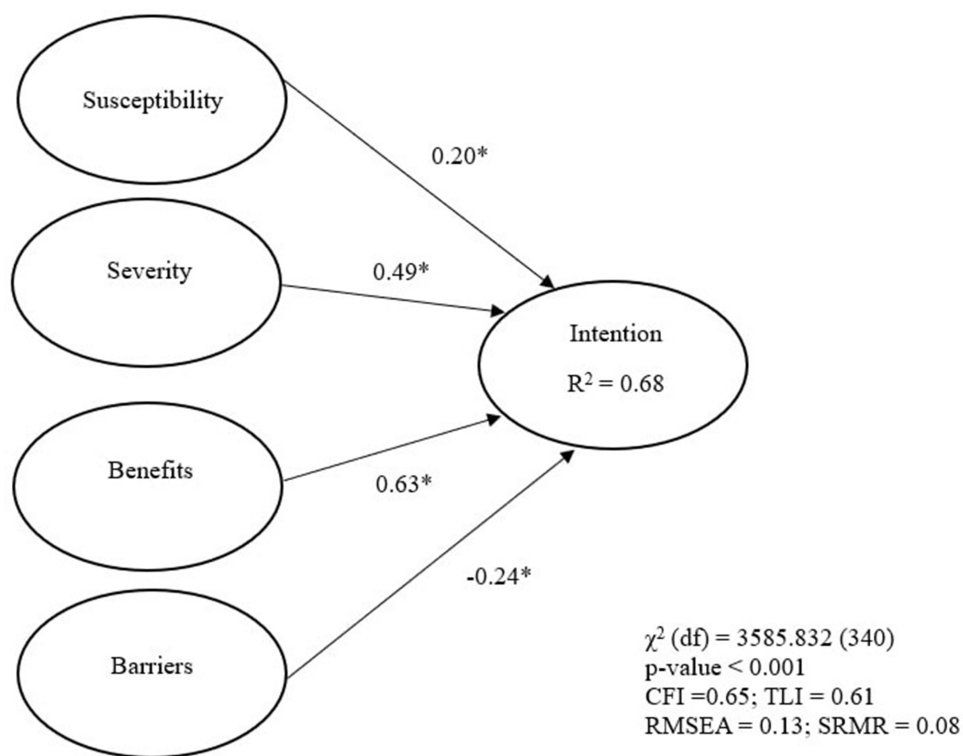 Susceptibility
0.20*
Severity
0.49*
Intention
R² = 0.68
Benefits
0.63*
-0.24*
Barriers
χ² (df) = 3585.832 (340)
p-value < 0.001
CFI =0.65; TLI = 0.61
RMSEA = 0.13; SRMR = 0.08